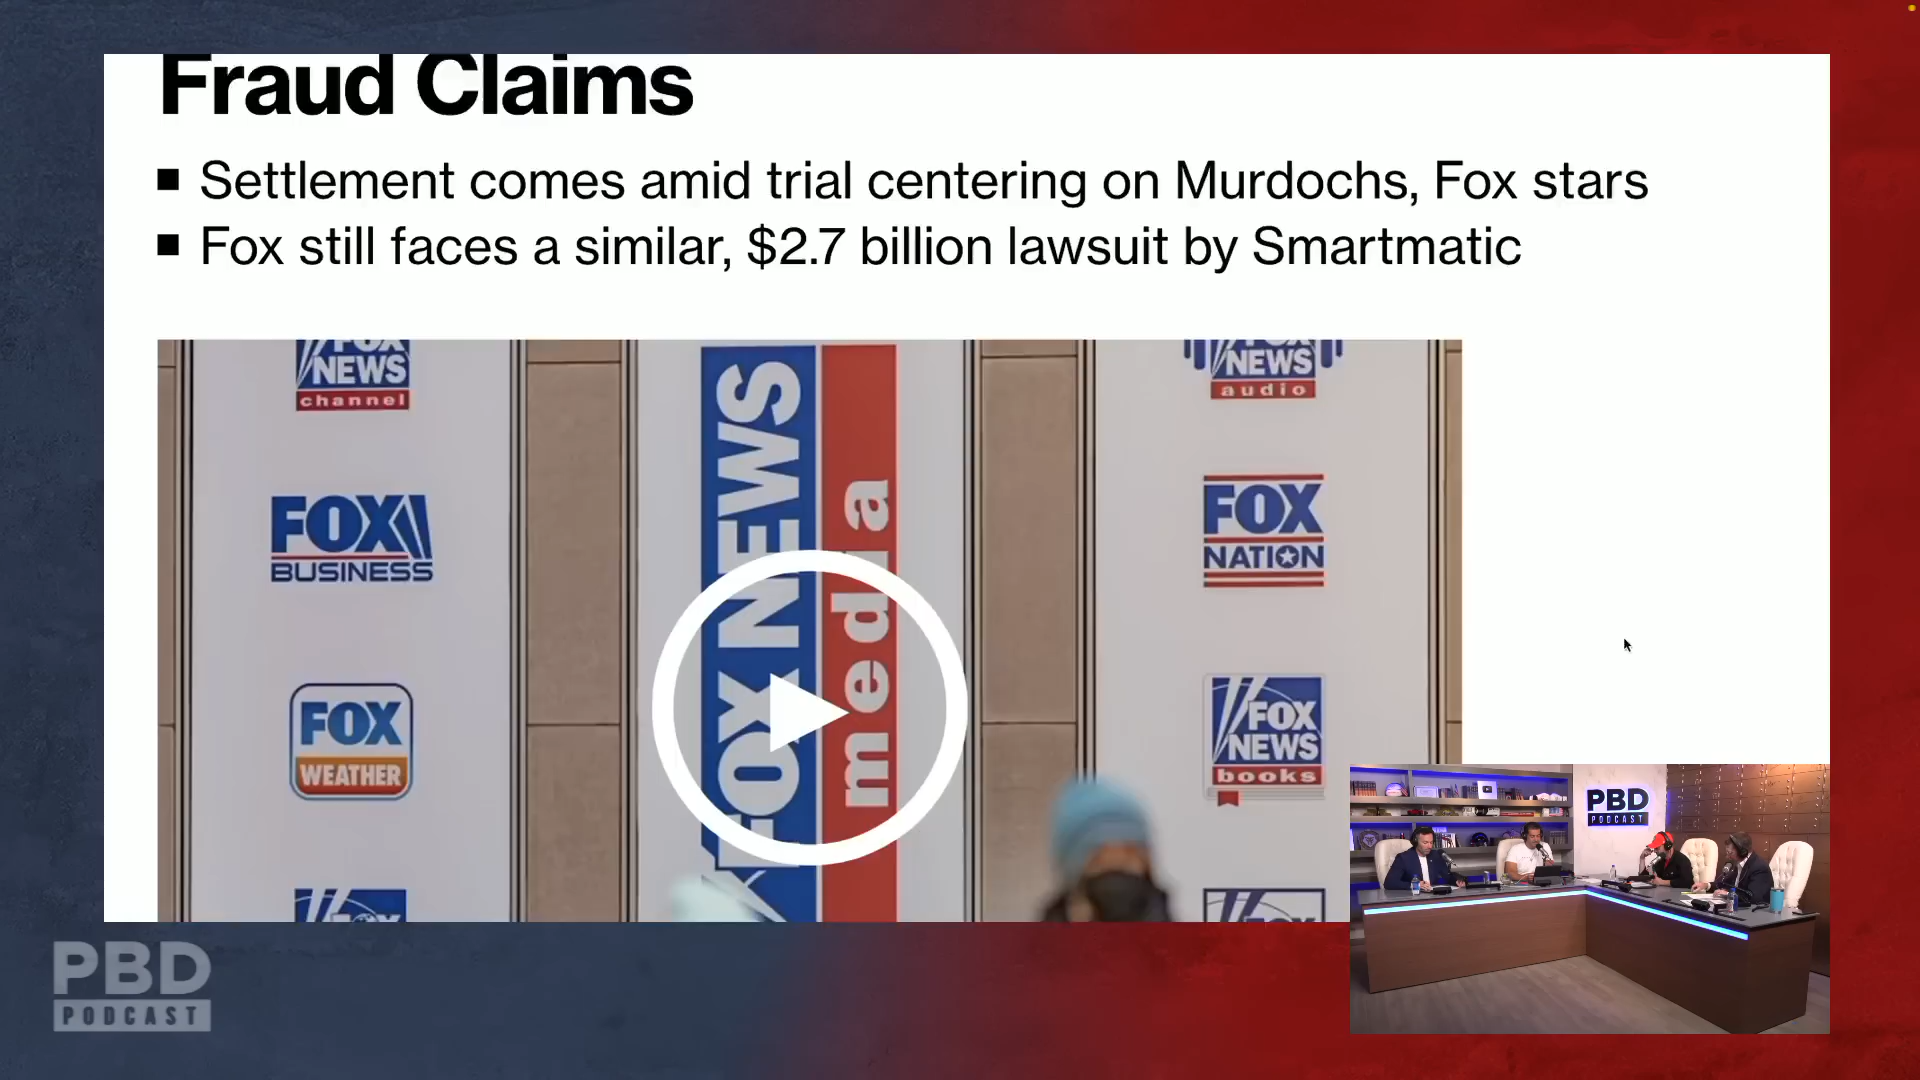 Fraud Claims
■ Settlement comes amid trial centering on Murdochs, Fox stars
■ Fox still faces a similar, $2.7 billion lawsuit by Smartmatic
FOX
NEWS
channel
FOX
BUSINESS
FOX
WEATHER
FOX NEWS
media
FOX
NEWS
audio
FOX
NATION
FOX
NEWS
books
PBD
PODCAST
PBD
PODCAST